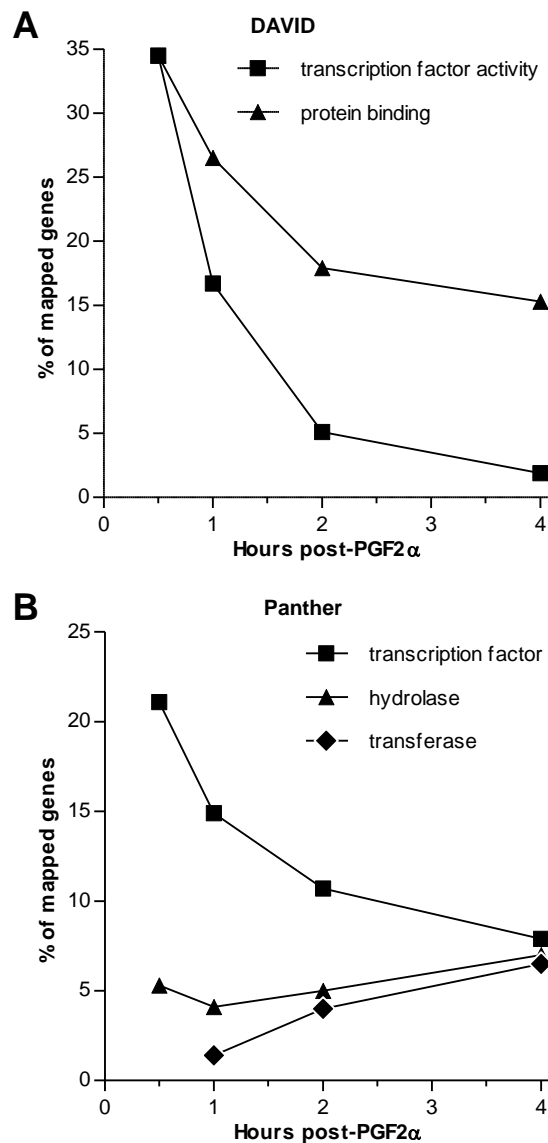 A
DAVID
transcription factor activity
protein binding
% of mapped genes
35
30
25
20
15
10
5
0
0 1 2 3 4
Hours post-PGF2α
B
Panther
transcription factor
hydrolase
transferase
% of mapped genes
25
20
15
10
5
0
0 1 2 3 4
Hours post-PGF2α